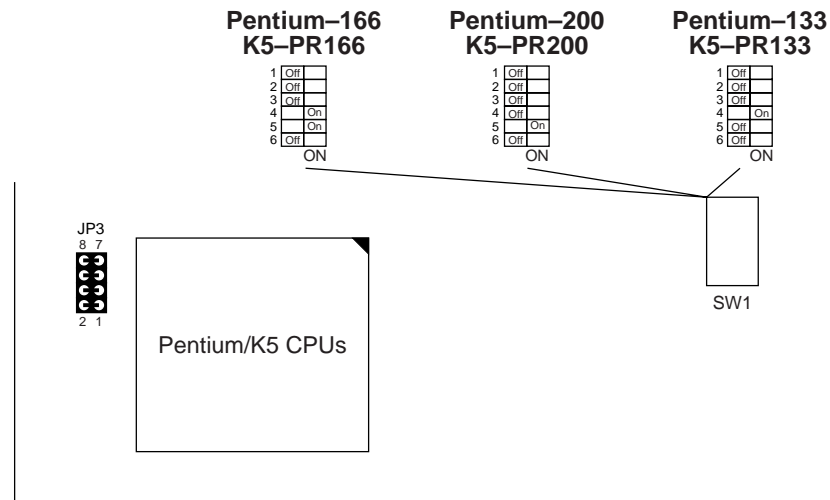 Pentium–166
K5–PR166
1 Off
2 Off
3 Off
4 On
5 On
6 Off
ON
Pentium–200
K5–PR200
1 Off
2 Off
3 Off
4 Off
5 On
6 Off
ON
Pentium–133
K5–PR133
1 Off
2 Off
3 Off
4 On
5 Off
6 Off
ON
JP3
8 7
2 1
Pentium/K5 CPUs
SW1